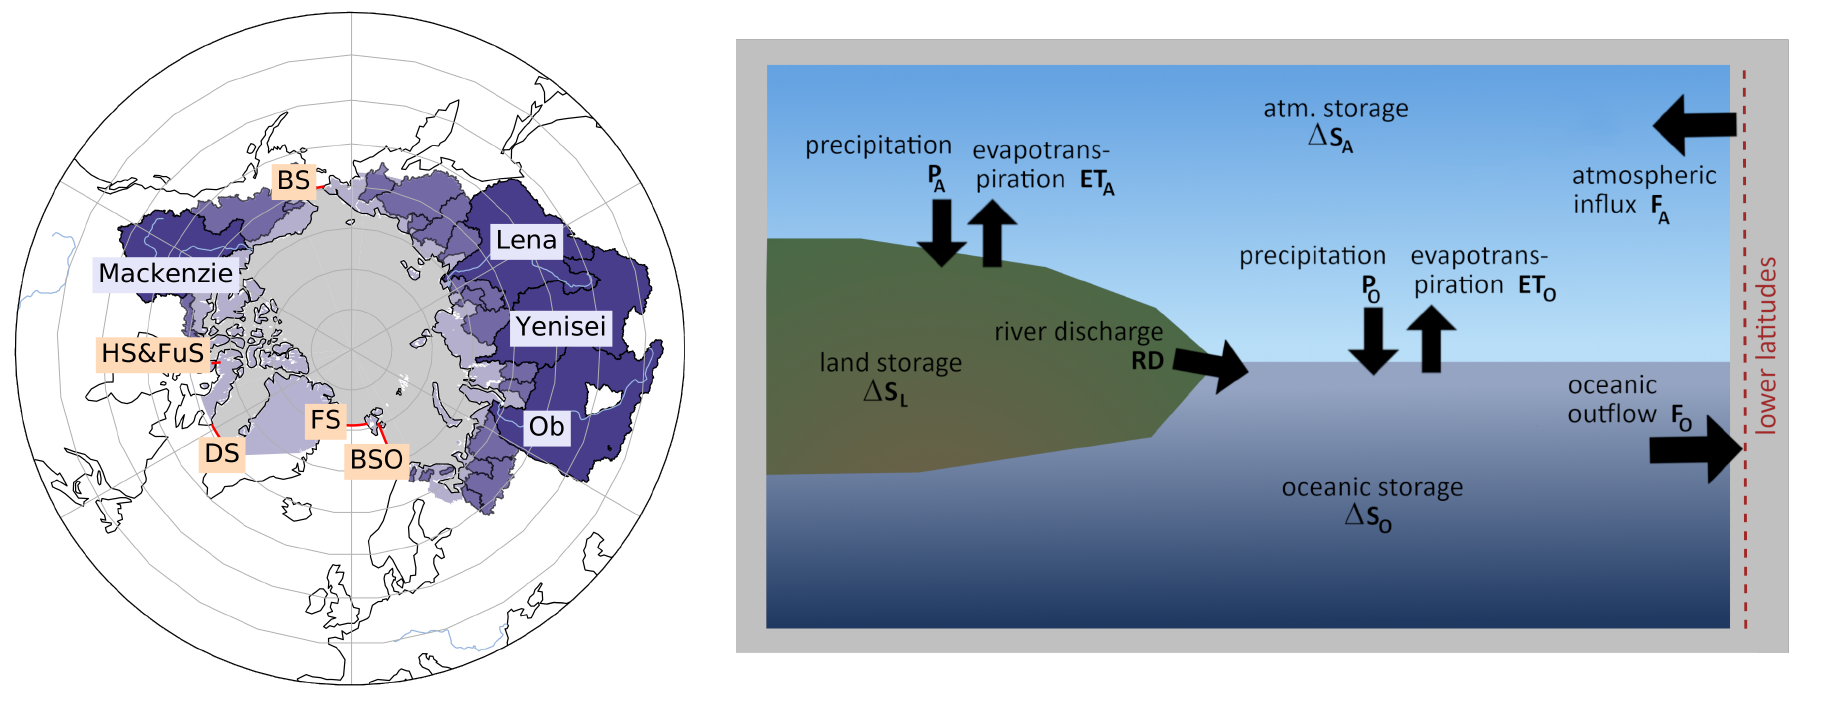 BS
Lena
Mackenzie
Yenisei
HS&FuS
FS
Ob
DS
BSO
atm. storage
ΔSA
precipitation
PA
evapotrans-
piration ETA
atmospheric
influx FA
precipitation
PO
evapotrans-
piration ETO
river discharge
RD
land storage
ΔSL
oceanic
outflow FO
oceanic storage
ΔSO
lower latitudes